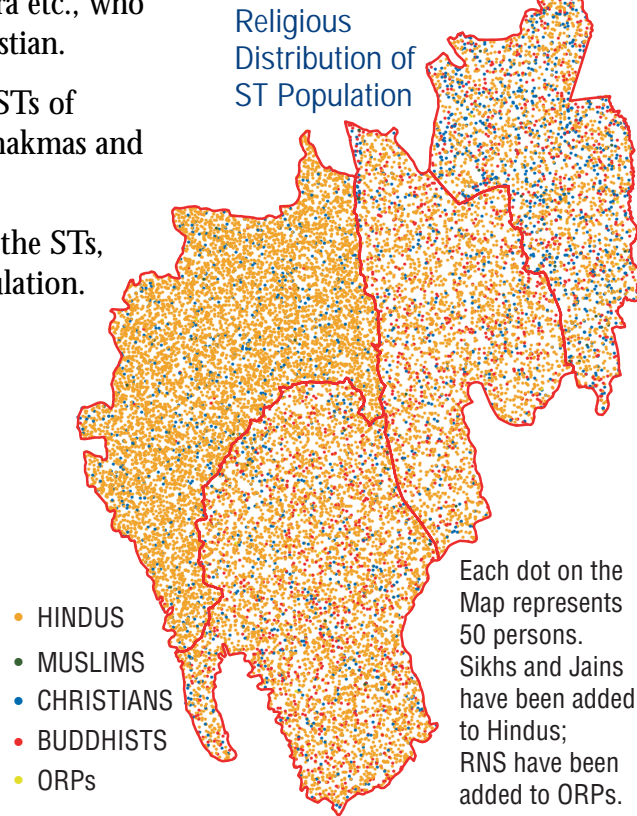 ra etc., who
stian.
STs of
hakmas and
the STs,
ulation.
Religious
Distribution of
ST Population
HINDUS
MUSLIMS
CHRISTIANS
BUDDHISTS
ORPs
Each dot on the
Map represents
50 persons.
Sikhs and Jains
have been added
to Hindus;
RNS have been
added to ORPs.